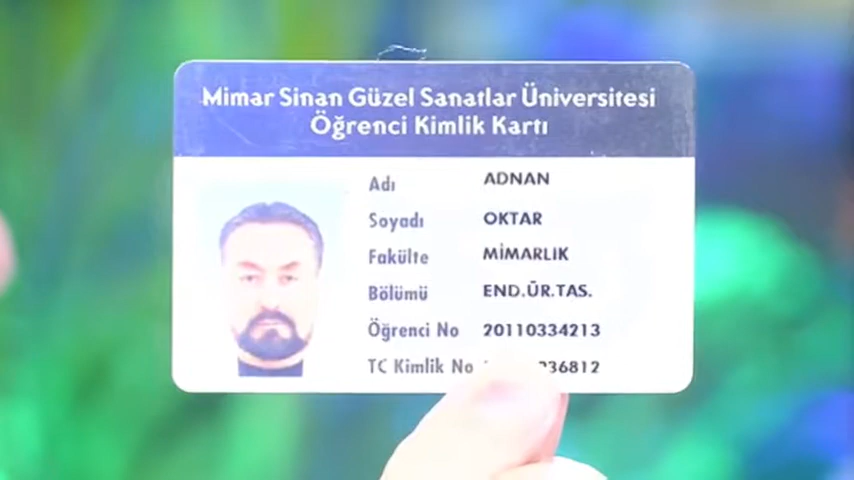 Mimar Sinan Güzel Sanatlar Üniversitesi
Öğrenci Kimlik Kartı
Adı ADNAN
Soyadı OKTAR
Fakülte MİMARLIK
Bölümü END.ÜR.TAS.
Öğrenci No 20110334213
TC Kimlik No